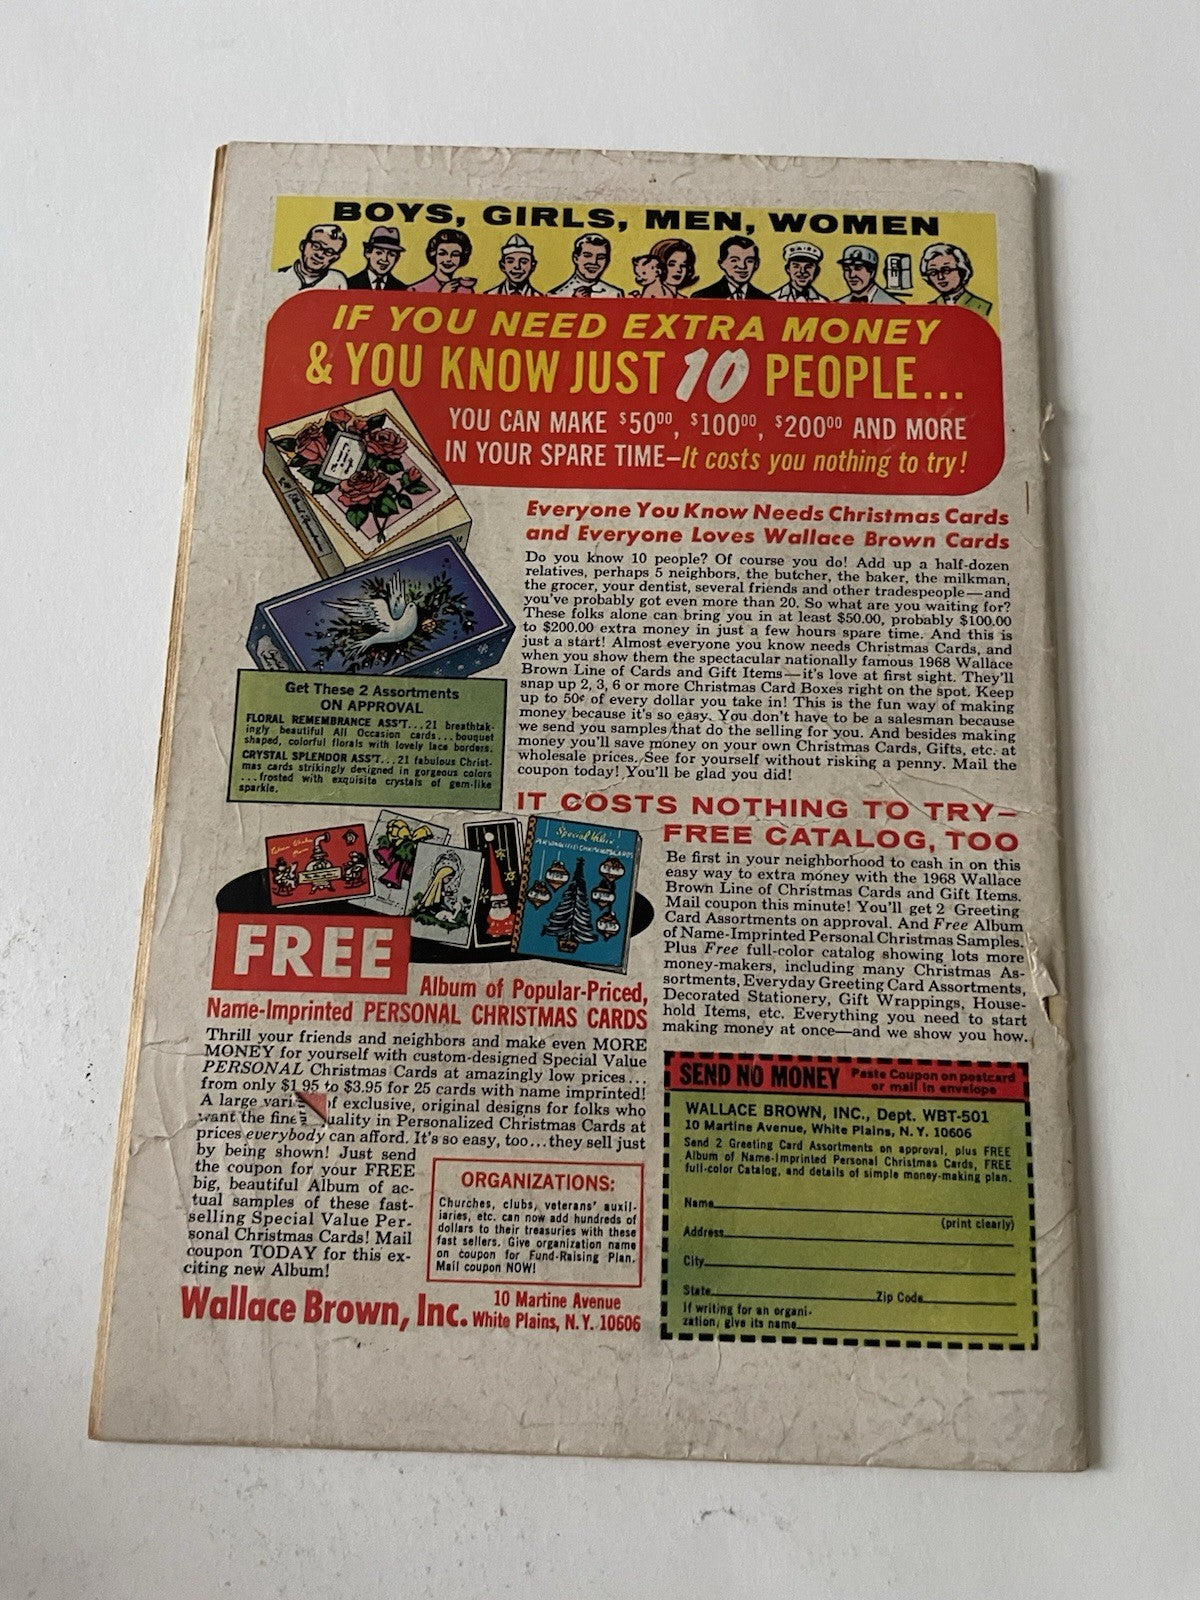 BOYS, GIRLS, MEN, WOMEN
DAIRY
IF YOU NEED EXTRA MONEY
& YOU KNOW JUST 10 PEOPLE...
YOU CAN MAKE $50⁰⁰, $100⁰⁰, $200⁰⁰ AND MORE
IN YOUR SPARE TIME—It costs you nothing to try!
Everyone You Know Needs Christmas Cards
and Everyone Loves Wallace Brown Cards
Do you know 10 people? Of course you do! Add up a half-dozen
relatives, perhaps 5 neighbors, the butcher, the baker, the milkman,
the grocer, your dentist, several friends and other tradespeople—and
you've probably got even more than 20. So what are you waiting for?
These folks alone can bring you in at least $50.00, probably $100.00
to $200.00 extra money in just a few hours spare time. And this is
just a start! Almost everyone you know needs Christmas Cards, and
when you show them the spectacular nationally famous 1968 Wallace
Brown Line of Cards and Gift Items—it's love at first sight. They'll
snap up 2, 3, 6 or more Christmas Card Boxes right on the spot. Keep
up to 50¢ of every dollar you take in! This is the fun way of making
money because it's so easy. You don't have to be a salesman because
we send you samples that do the selling for you. And besides making
money you'll save money on your own Christmas Cards, Gifts, etc. at
wholesale prices. See for yourself without risking a penny. Mail the
coupon today! You'll be glad you did!
Get These 2 Assortments
ON APPROVAL
FLORAL REMEMBRANCE ASS'T...21 breathtak-
ingly beautiful All Occasion cards...bouquet
shaped, colorful florals with lovely lace borders.
CRYSTAL SPLENDOR ASS'T...21 fabulous Christ-
mas cards strikingly designed in gorgeous colors
...frosted with exquisite crystals of gem-like
sparkle.
IT COSTS NOTHING TO TRY—
FREE CATALOG, TOO
Be first in your neighborhood to cash in on this
easy way to extra money with the 1968 Wallace
Brown Line of Christmas Cards and Gift Items.
Mail coupon this minute! You'll get 2 Greeting
Card Assortments on approval. And Free Album
of Name-Imprinted Personal Christmas Samples.
Plus Free full-color catalog showing lots more
money-makers, including many Christmas As-
sortments, Everyday Greeting Card Assortments,
Decorated Stationery, Gift Wrappings, House-
hold Items, etc. Everything you need to start
making money at once—and we show you how.
Special Value!
PERSONALIZED CHRISTMAS CARDS
FREE
Album of Popular-Priced,
Name-Imprinted PERSONAL CHRISTMAS CARDS
Thrill your friends and neighbors and make even MORE
MONEY for yourself with custom-designed Special Value
PERSONAL Christmas Cards at amazingly low prices...
from only $1.95 to $3.95 for 25 cards with name imprinted!
A large vari of exclusive, original designs for folks who
want the fine uality in Personalized Christmas Cards at
prices everybody can afford. It's so easy, too...they sell just
by being shown! Just send
the coupon for your FREE
big, beautiful Album of ac-
tual samples of these fast-
selling Special Value Per-
sonal Christmas Cards! Mail
coupon TODAY for this ex-
citing new Album!
ORGANIZATIONS:
Churches, clubs, veterans' auxil-
iaries, etc. can now add hundreds of
dollars to their treasuries with these
fast sellers. Give organization name
on coupon for Fund-Raising Plan.
Mail coupon NOW!
Wallace Brown, Inc. 10 Martine Avenue
White Plains, N.Y. 10606
SEND NO MONEY Paste Coupon on postcard
or mail in envelope
WALLACE BROWN, INC., Dept. WBT-501
10 Martine Avenue, White Plains, N. Y. 10606
Send 2 Greeting Card Assortments on approval, plus FREE
Album of Name-Imprinted Personal Christmas Cards, FREE
full-color Catalog, and details of simple money-making plan.
Name
(print clearly)
Address
City
State Zip Code
If writing for an organi-
zation, give its name